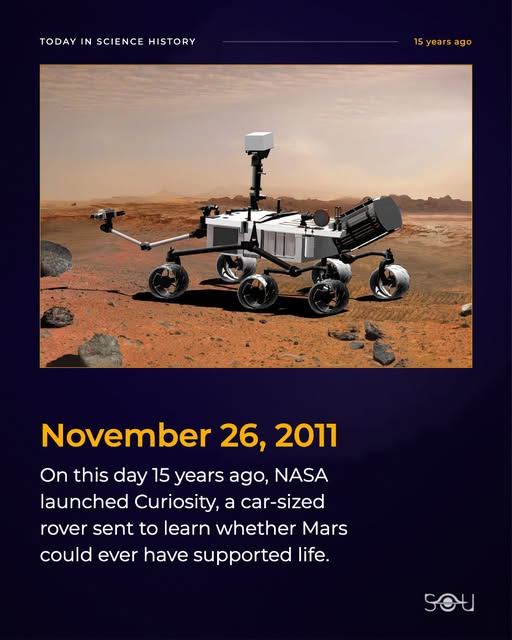 TODAY IN SCIENCE HISTORY
15 years ago
November 26, 2011
On this day 15 years ago, NASA
launched Curiosity, a car-sized
rover sent to learn whether Mars
could ever have supported life.
SOU